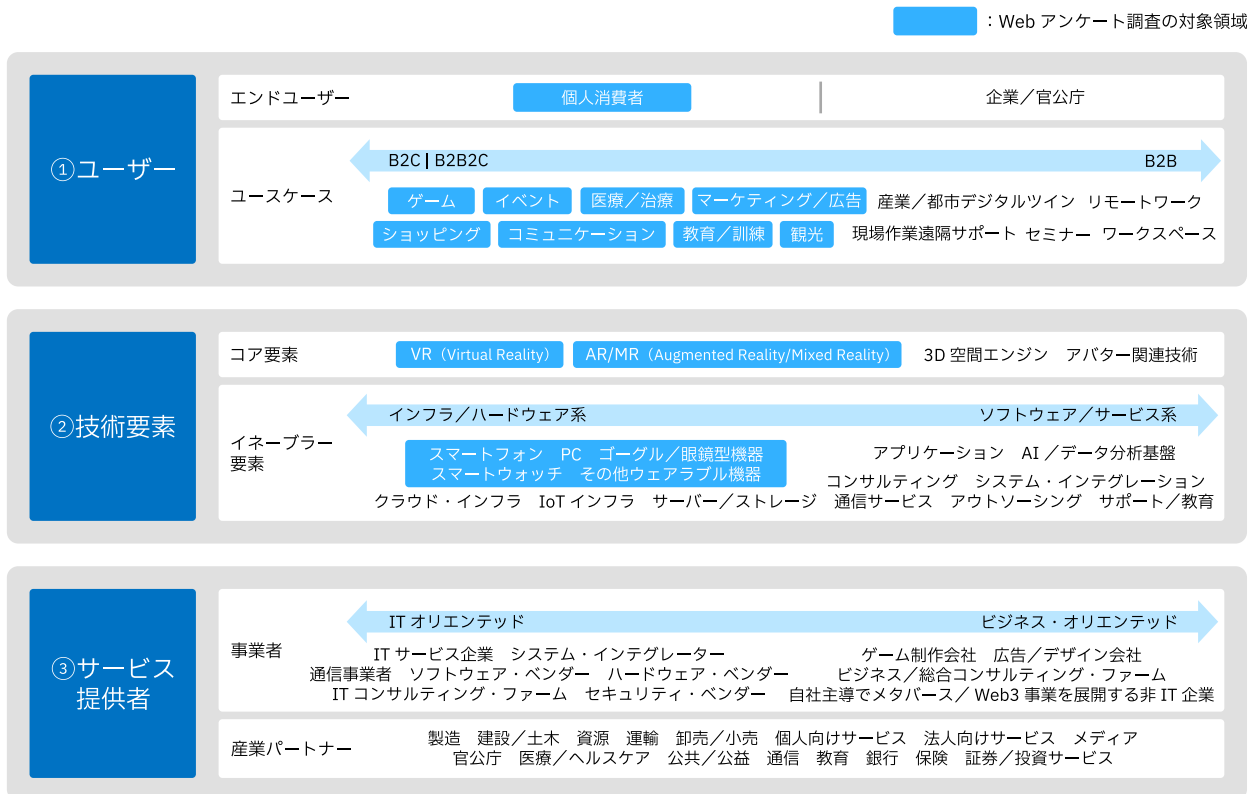 ：Web アンケート調査の対象領域
①ユーザー
エンドユーザー
個人消費者
企業／官公庁
ユースケース
B2C | B2B2C
B2B
ゲーム イベント 医療／治療 マーケティング／広告 産業／都市デジタルツイン リモートワーク
ショッピング コミュニケーション 教育／訓練 観光 現場作業遠隔サポート セミナー ワークスペース
②技術要素
コア要素
VR（Virtual Reality） AR/MR（Augmented Reality/Mixed Reality） 3D 空間エンジン アバター関連技術
イネーブラー
要素
インフラ／ハードウェア系
ソフトウェア／サービス系
スマートフォン PC ゴーグル／眼鏡型機器
スマートウォッチ その他ウェアラブル機器
クラウド・インフラ IoT インフラ サーバー／ストレージ
アプリケーション AI ／データ分析基盤
コンサルティング システム・インテグレーション
通信サービス アウトソーシング サポート／教育
③サービス
提供者
事業者
IT オリエンテッド
ビジネス・オリエンテッド
IT サービス企業 システム・インテグレーター
通信事業者 ソフトウェア・ベンダー ハードウェア・ベンダー
IT コンサルティング・ファーム セキュリティ・ベンダー
ゲーム制作会社 広告／デザイン会社
ビジネス／総合コンサルティング・ファーム
自社主導でメタバース／ Web3 事業を展開する非 IT 企業
産業パートナー
製造 建設／土木 資源 運輸 卸売／小売 個人向けサービス 法人向けサービス メディア
官公庁 医療／ヘルスケア 公共／公益 通信 教育 銀行 保険 証券／投資サービス